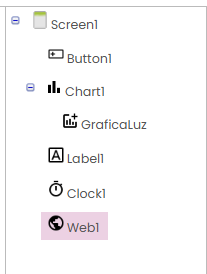 Screen1
Button1
Chart1
GraficaLuz
Label1
Clock1
Web1